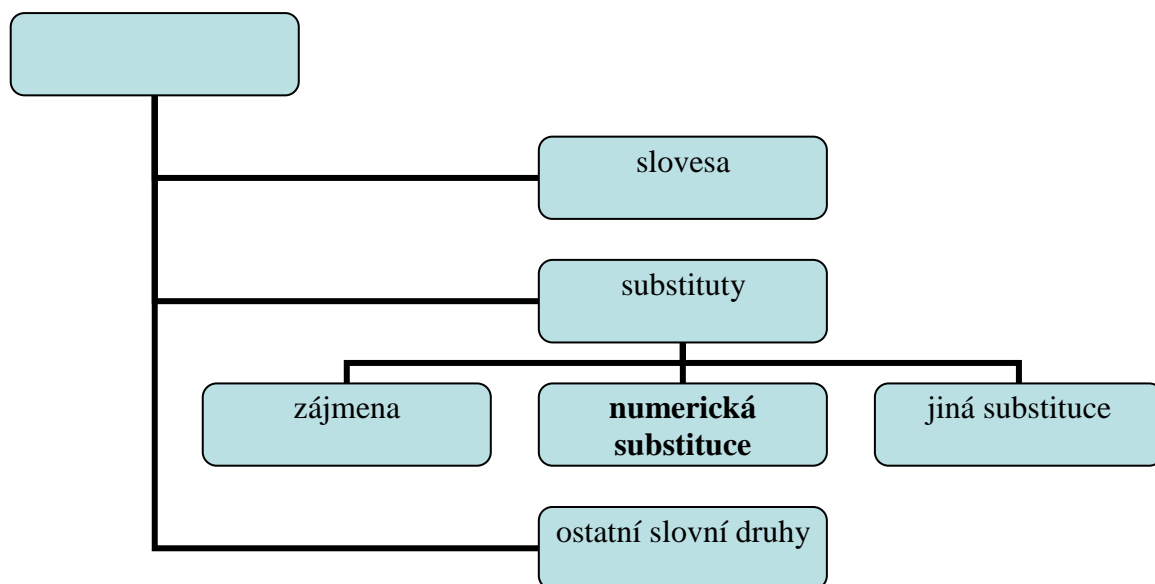 slovesa
substituty
zájmena
numerická
substituce
jiná substituce
ostatní slovní druhy